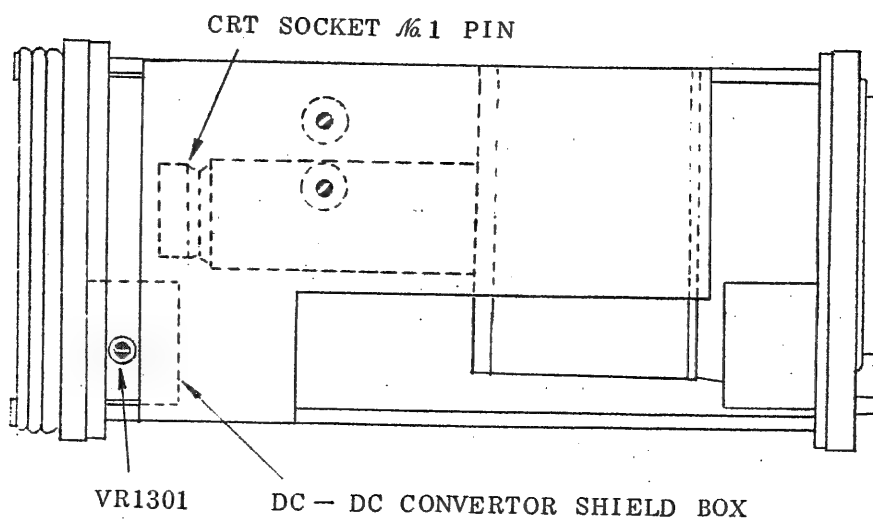 CRT SOCKET №1 PIN
VR1301
DC – DC CONVERTOR SHIELD BOX